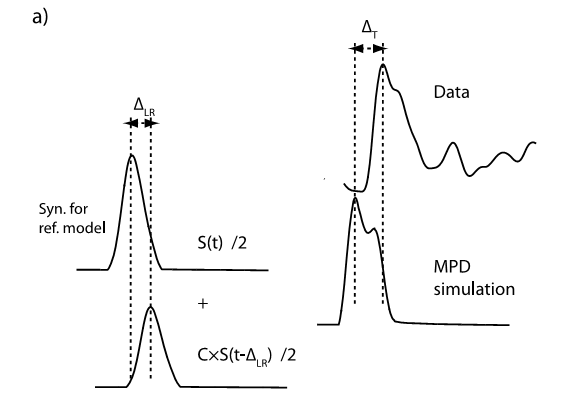 a)
Δ_T
Data
Δ_LR
Syn. for
ref. model
S(t) /2
MPD
simulation
+
C×S(t-Δ_LR) /2